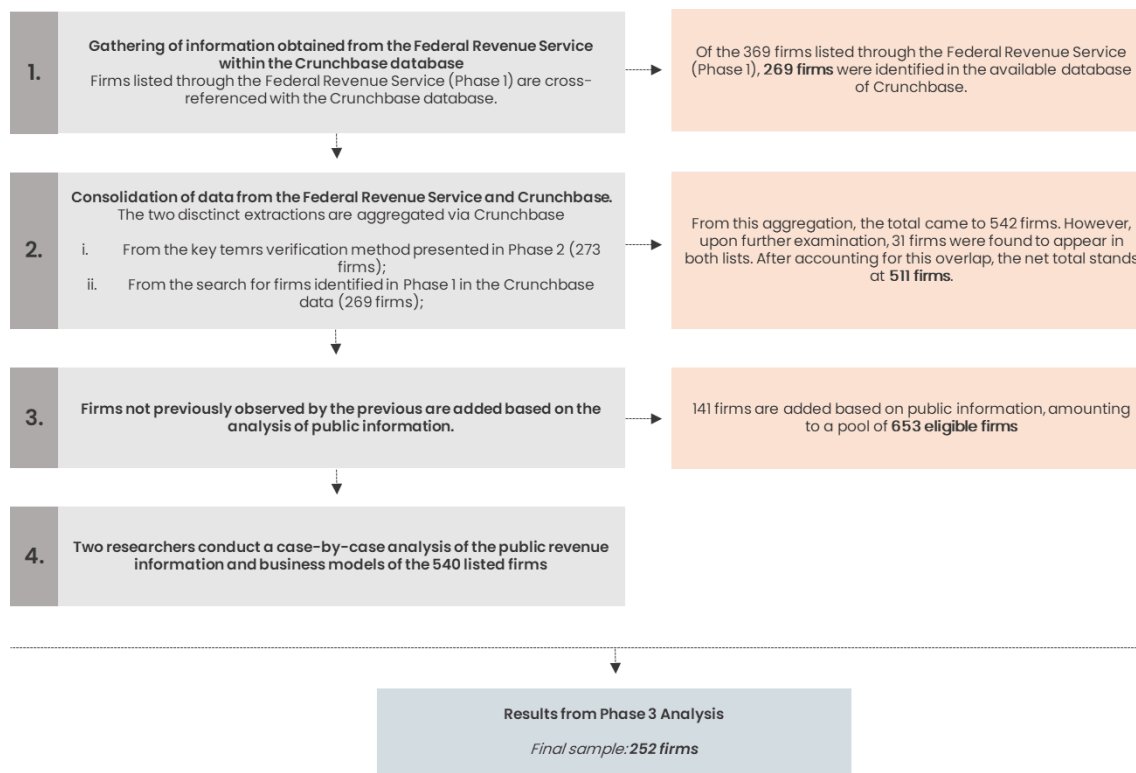 1.
Gathering of information obtained from the Federal Revenue Service
within the Crunchbase database
Firms listed through the Federal Revenue Service (Phase 1) are cross-
referenced with the Crunchbase database.
Of the 369 firms listed through the Federal Revenue Service
(Phase 1), 269 firms were identified in the available database
of Crunchbase.
2.
Consolidation of data from the Federal Revenue Service and Crunchbase.
The two disctinct extractions are aggregated via Crunchbase
i. From the key temrs verification method presented in Phase 2 (273
firms);
ii. From the search for firms identified in Phase 1 in the Crunchbase
data (269 firms);
From this aggregation, the total came to 542 firms. However,
upon further examination, 31 firms were found to appear in
both lists. After accounting for this overlap, the net total stands
at 511 firms.
3.
Firms not previously observed by the previous are added based on the
analysis of public information.
141 firms are added based on public information, amounting
to a pool of 653 eligible firms
4.
Two researchers conduct a case-by-case analysis of the public revenue
information and business models of the 540 listed firms
Results from Phase 3 Analysis
Final sample: 252 firms